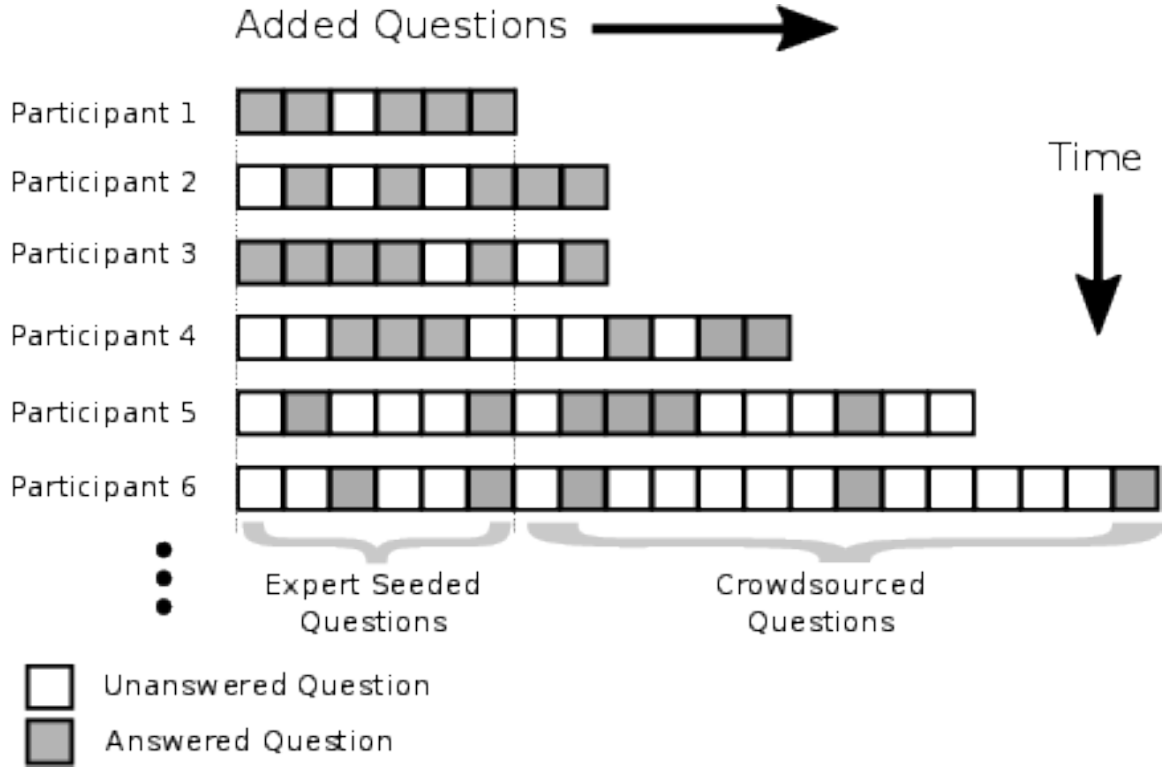 Added Questions
Participant 1
Participant 2
Time
Participant 3
Participant 4
Participant 5
Participant 6
Expert Seeded
Questions
Crowdsourced
Questions
Unanswered Question
Answered Question